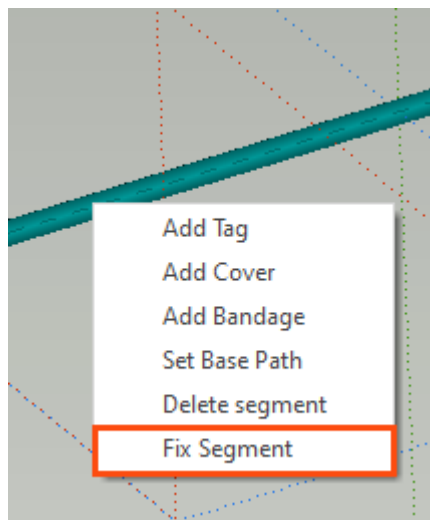 Add Tag
Add Cover
Add Bandage
Set Base Path
Delete segment
Fix Segment